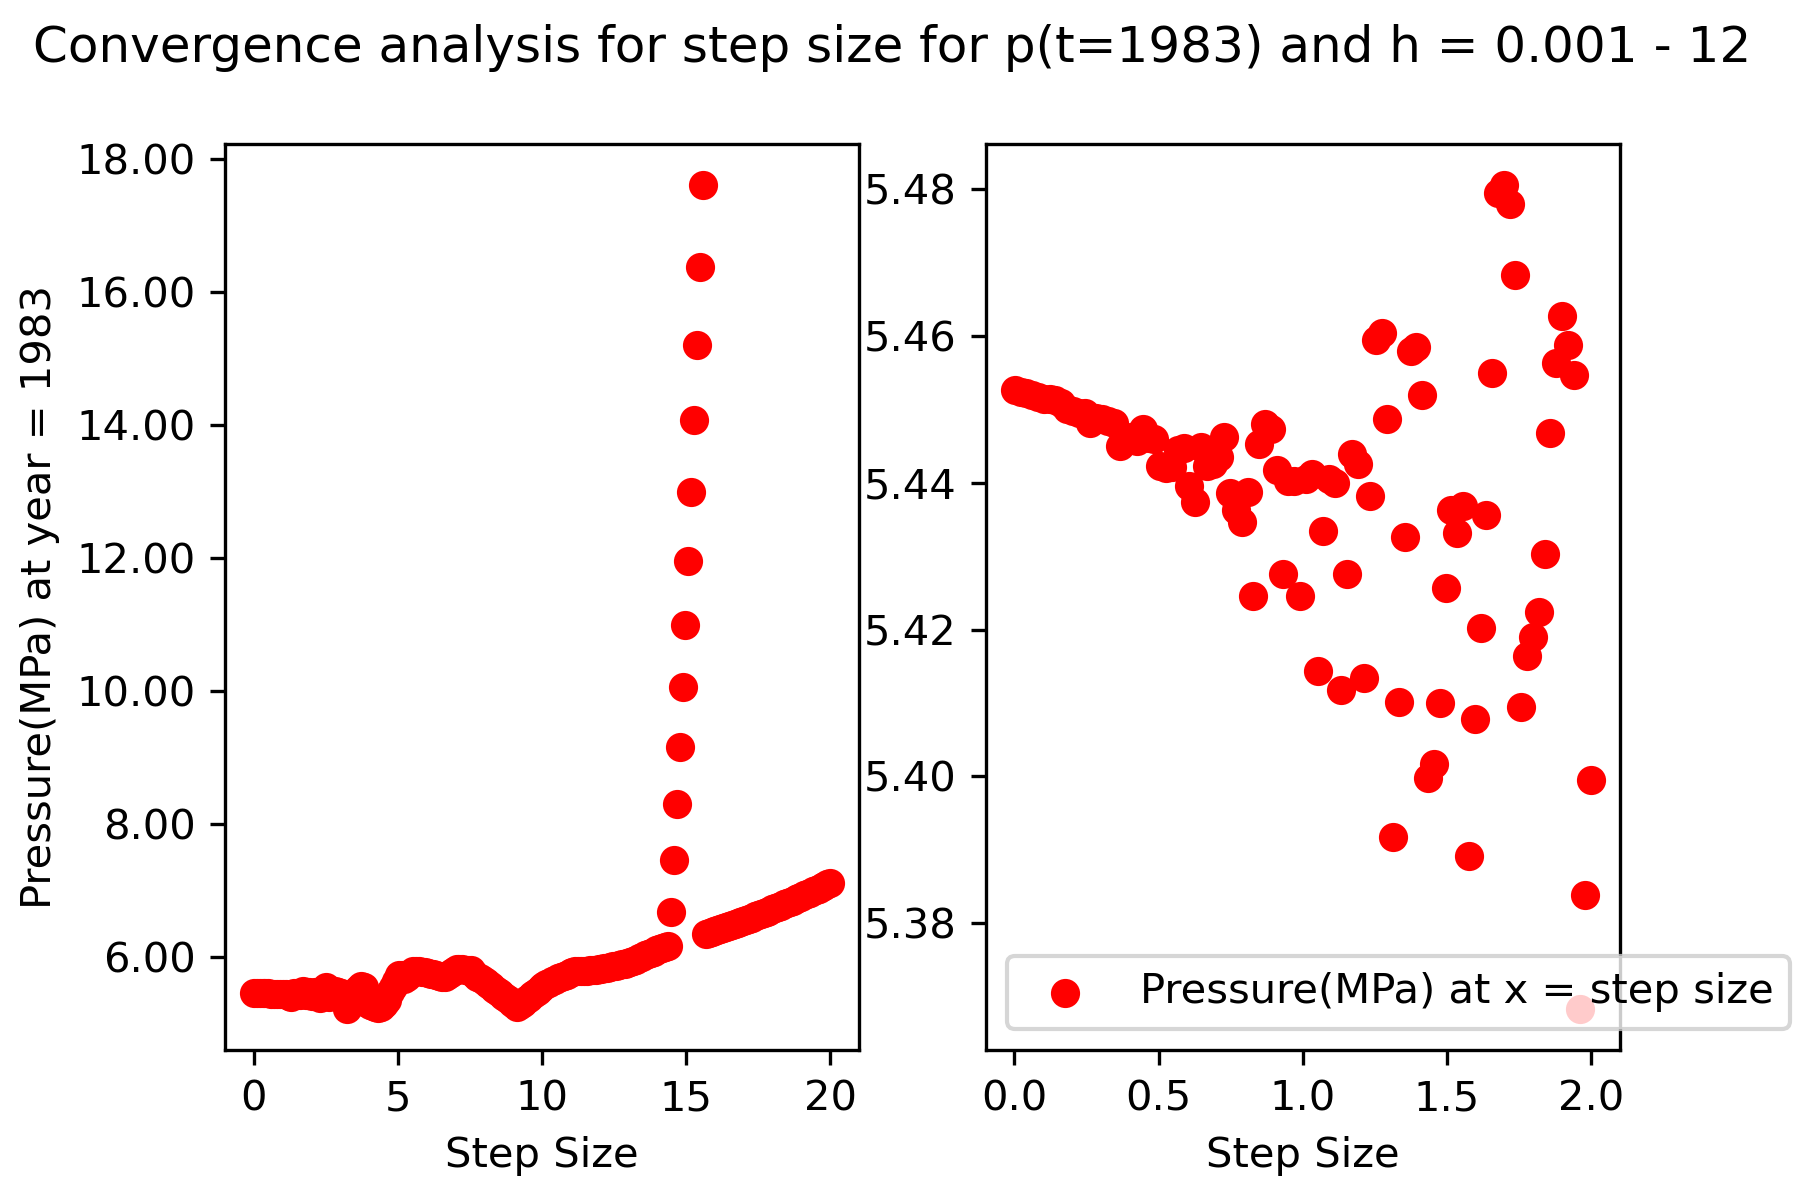 Convergence analysis for step size for p(t=1983) and h = 0.001 - 12
Pressure(MPa) at year = 1983
18.00
16.00
14.00
12.00
10.00
8.00
6.00
0 5 10 15 20
Step Size
5.48
5.46
5.44
5.42
5.40
5.38
Pressure(MPa) at x = step size
0.0 0.5 1.0 1.5 2.0
Step Size